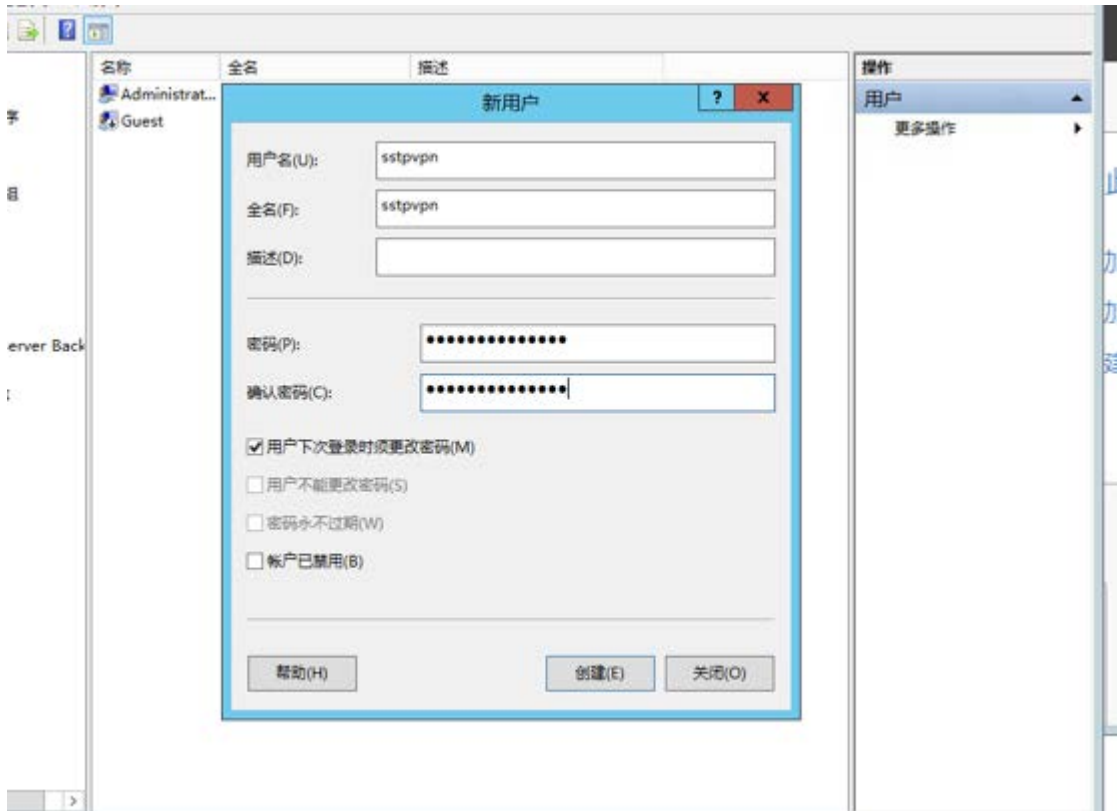 名称 全名 描述
Administrat...
Guest
序
组
erver Back
新用户
? x
用户名(U): sstpvpn
全名(F): sstpvpn
描述(D):
密码(P): ••••••••••••••
确认密码(C): ••••••••••••••
用户下次登录时须更改密码(M)
用户不能更改密码(S)
密码永不过期(W)
帐户已禁用(B)
帮助(H) 创建(E) 关闭(O)
操作
用户
更多操作